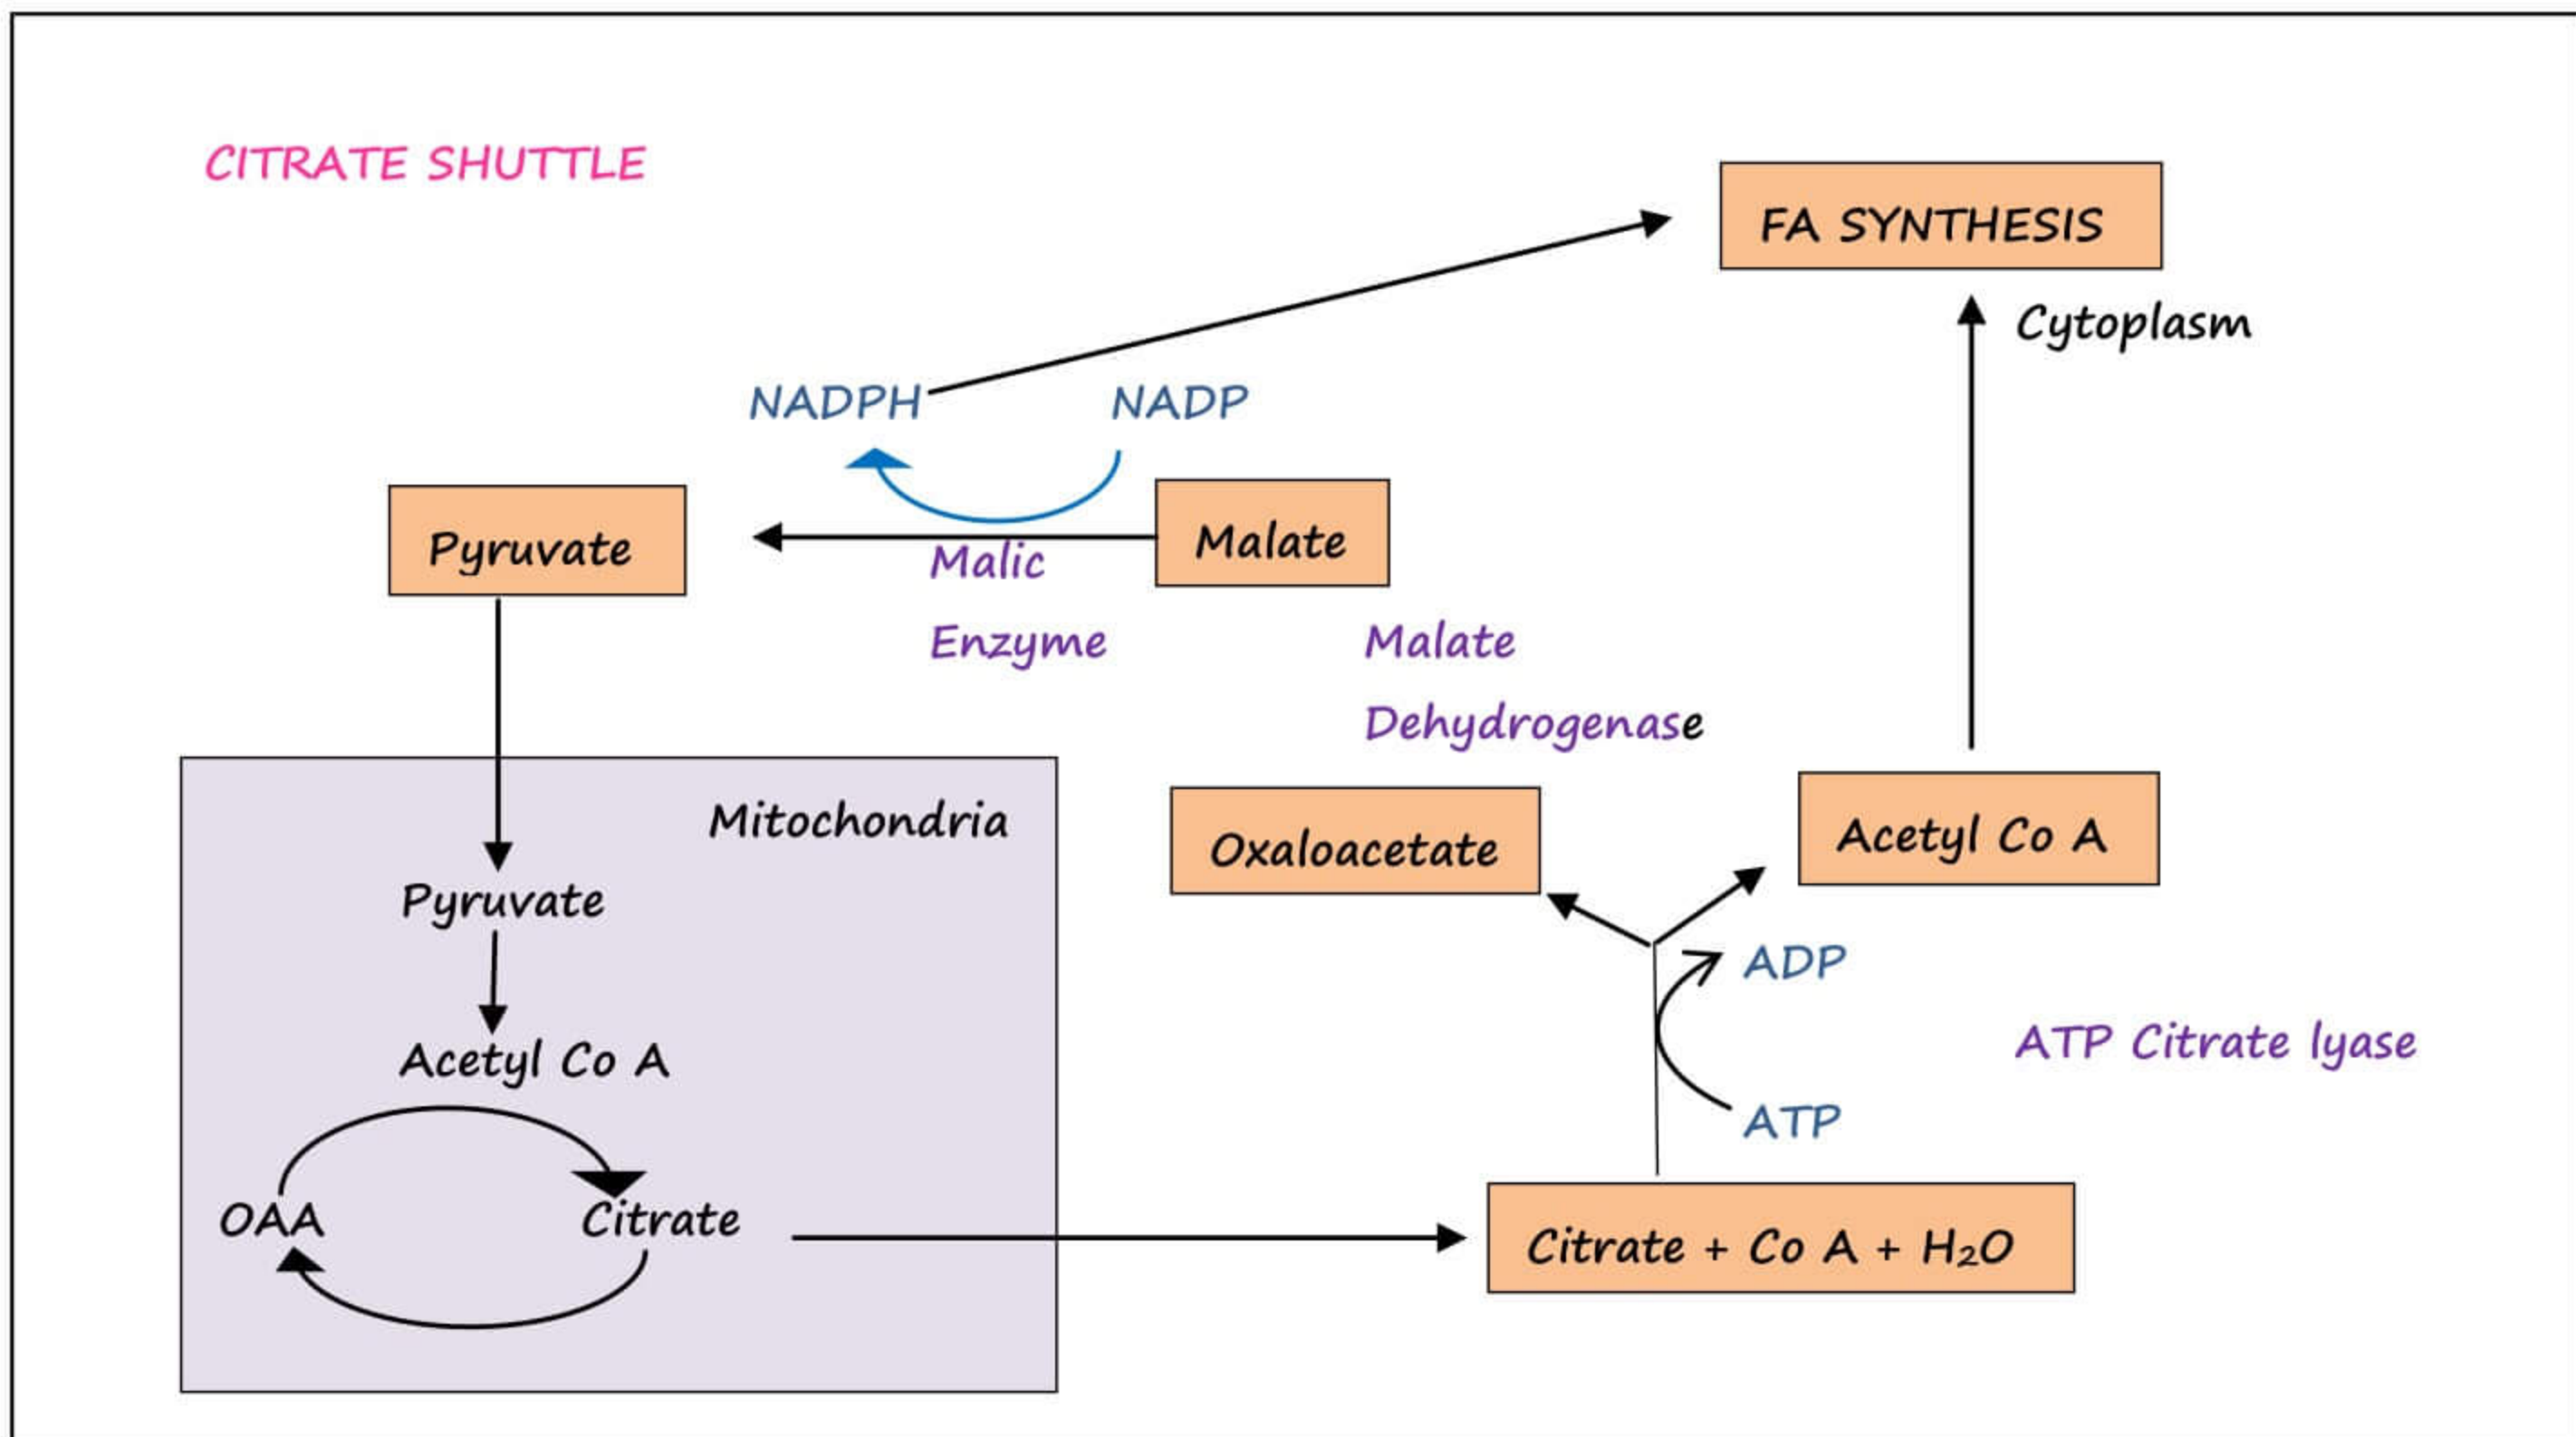 CITRATE SHUTTLE
FA SYNTHESIS
Cytoplasm
NADPH
NADP
Pyruvate
Malate
Malic
Enzyme
Malate
Dehydrogenase
Mitochondria
Oxaloacetate
Acetyl Co A
Pyruvate
ADP
Acetyl Co A
ATP Citrate lyase
ATP
OAA
Citrate
Citrate + Co A + H₂O